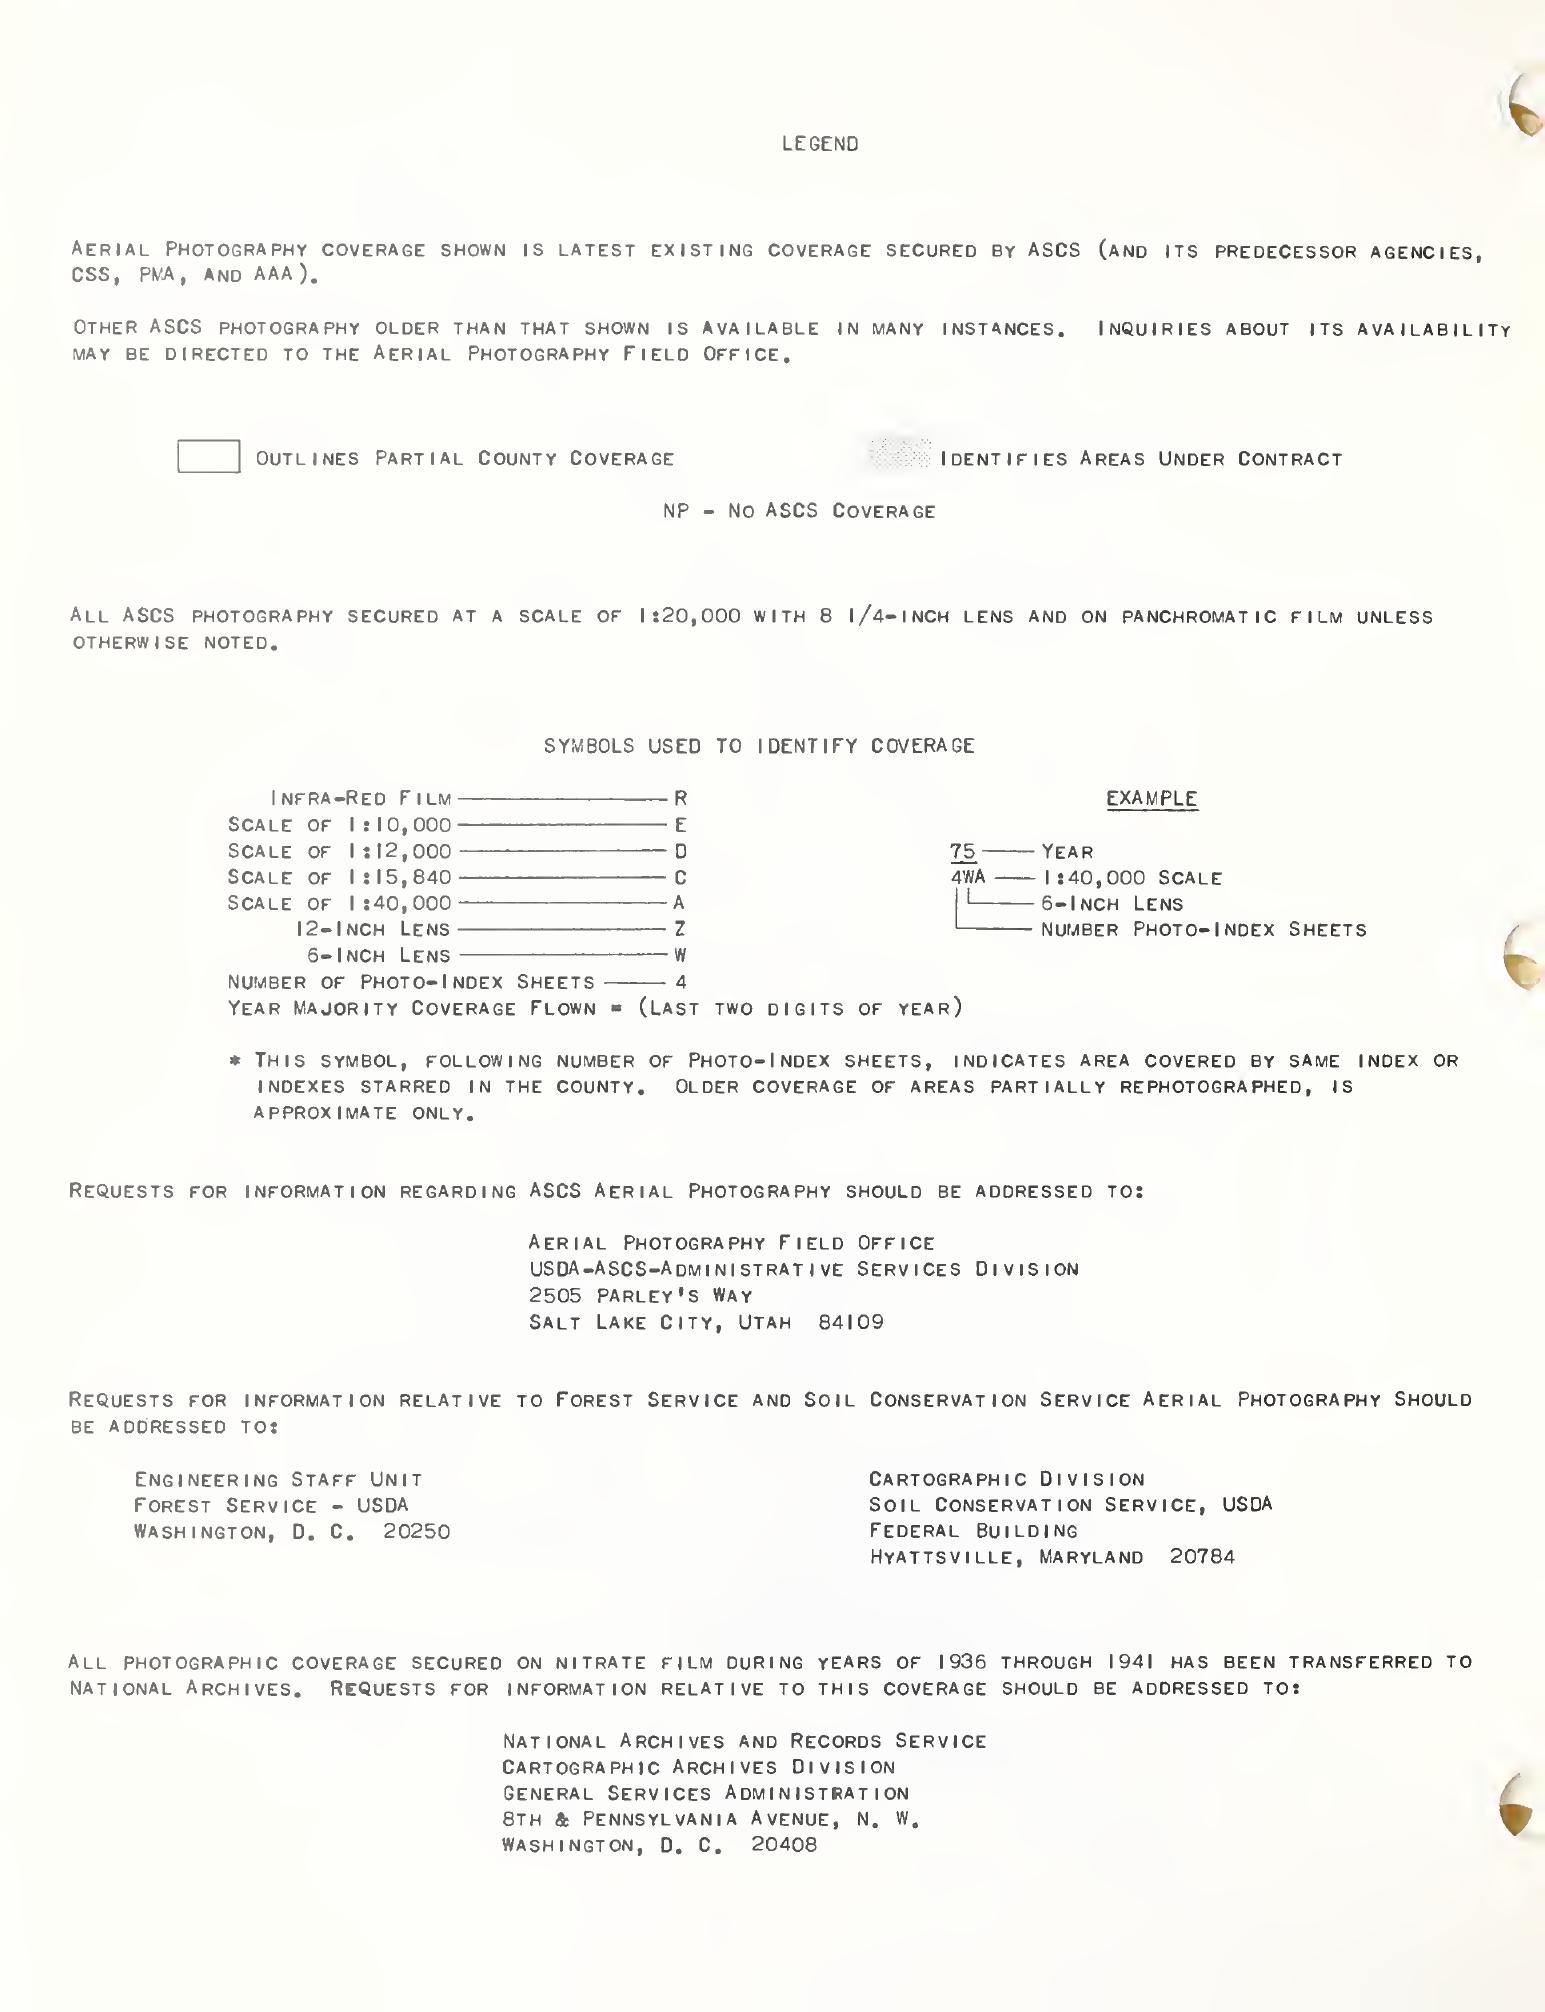 LEGEND
AERIAL PHOTOGRAPHY COVERAGE SHOWN IS LATEST EXISTING COVERAGE SECURED BY ASCS (AND ITS PREDECESSOR AGENCIES,
CSS, PMA, AND AAA).
OTHER ASCS PHOTOGRAPHY OLDER THAN THAT SHOWN IS AVAILABLE IN MANY INSTANCES. INQUIRIES ABOUT ITS AVAILABILITY
MAY BE DIRECTED TO THE AERIAL PHOTOGRAPHY FIELD OFFICE.
OUTLINES PARTIAL COUNTY COVERAGE
IDENTIFIES AREAS UNDER CONTRACT
NP - NO ASCS COVERAGE
ALL ASCS PHOTOGRAPHY SECURED AT A SCALE OF 1:20,000 WITH 8 1/4-INCH LENS AND ON PANCHROMATIC FILM UNLESS
OTHERWISE NOTED.
SYMBOLS USED TO IDENTIFY COVERAGE
INFRA-RED FILM R
SCALE OF 1:10,000 E
SCALE OF 1:12,000 D
SCALE OF 1:15,840 C
SCALE OF 1:40,000 A
12-INCH LENS Z
6-INCH LENS W
NUMBER OF PHOTO-INDEX SHEETS 4
YEAR MAJORITY COVERAGE FLOWN = (LAST TWO DIGITS OF YEAR)
EXAMPLE
75 YEAR
4WA 1:40,000 SCALE
6-INCH LENS
NUMBER PHOTO-INDEX SHEETS
* THIS SYMBOL, FOLLOWING NUMBER OF PHOTO-INDEX SHEETS, INDICATES AREA COVERED BY SAME INDEX OR
INDEXES STARRED IN THE COUNTY. OLDER COVERAGE OF AREAS PARTIALLY REPHOTOGRAPHED, IS
APPROXIMATE ONLY.
REQUESTS FOR INFORMATION REGARDING ASCS AERIAL PHOTOGRAPHY SHOULD BE ADDRESSED TO:
AERIAL PHOTOGRAPHY FIELD OFFICE
USDA-ASCS-ADMINISTRATIVE SERVICES DIVISION
2505 PARLEY'S WAY
SALT LAKE CITY, UTAH 84109
REQUESTS FOR INFORMATION RELATIVE TO FOREST SERVICE AND SOIL CONSERVATION SERVICE AERIAL PHOTOGRAPHY SHOULD
BE ADDRESSED TO:
ENGINEERING STAFF UNIT
FOREST SERVICE - USDA
WASHINGTON, D. C. 20250
CARTOGRAPHIC DIVISION
SOIL CONSERVATION SERVICE, USDA
FEDERAL BUILDING
HYATTSVILLE, MARYLAND 20784
ALL PHOTOGRAPHIC COVERAGE SECURED ON NITRATE FILM DURING YEARS OF 1936 THROUGH 1941 HAS BEEN TRANSFERRED TO
NATIONAL ARCHIVES. REQUESTS FOR INFORMATION RELATIVE TO THIS COVERAGE SHOULD BE ADDRESSED TO:
NATIONAL ARCHIVES AND RECORDS SERVICE
CARTOGRAPHIC ARCHIVES DIVISION
GENERAL SERVICES ADMINISTRATION
8TH & PENNSYLVANIA AVENUE, N. W.
WASHINGTON, D. C. 20408